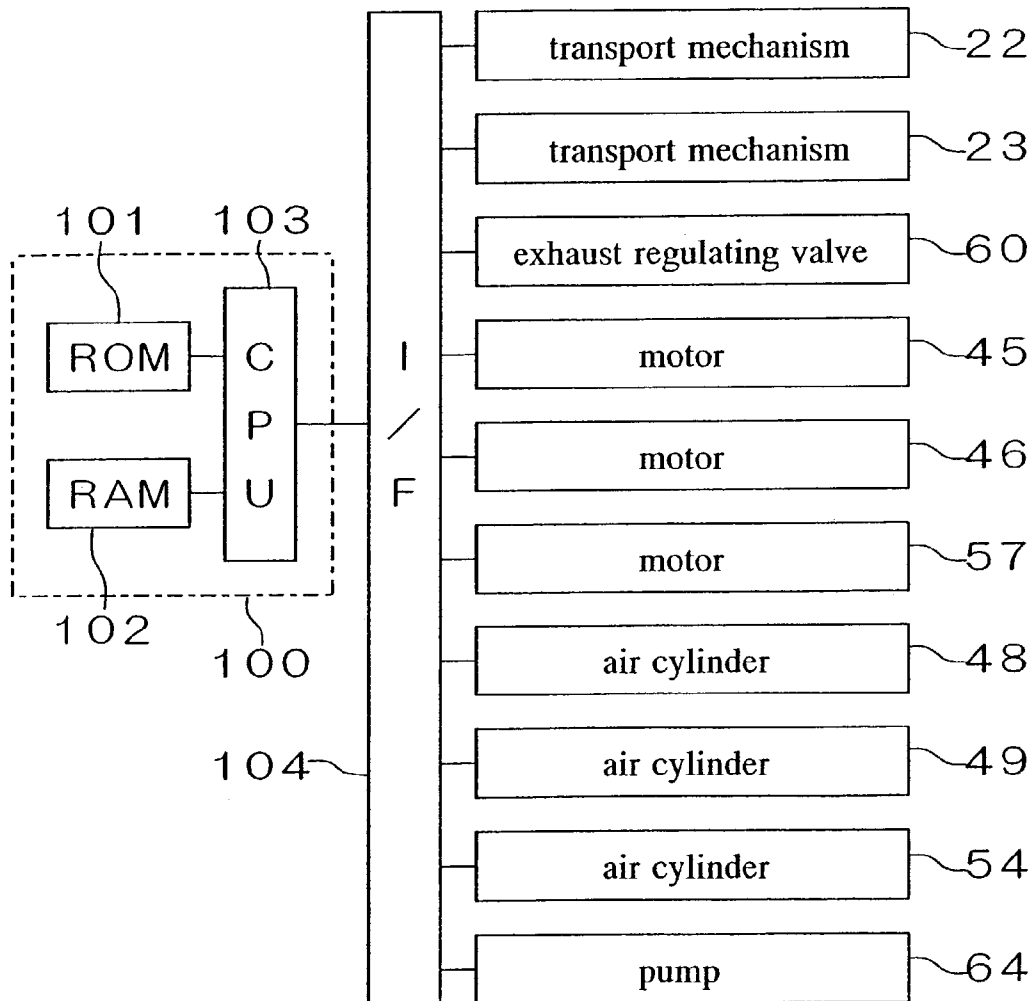 transport mechanism 22
transport mechanism 23
exhaust regulating valve 60
motor 45
motor 46
motor 57
air cylinder 48
air cylinder 49
air cylinder 54
pump 64
101 103
ROM
RAM
C
P
U
102
100
I
/
F
104